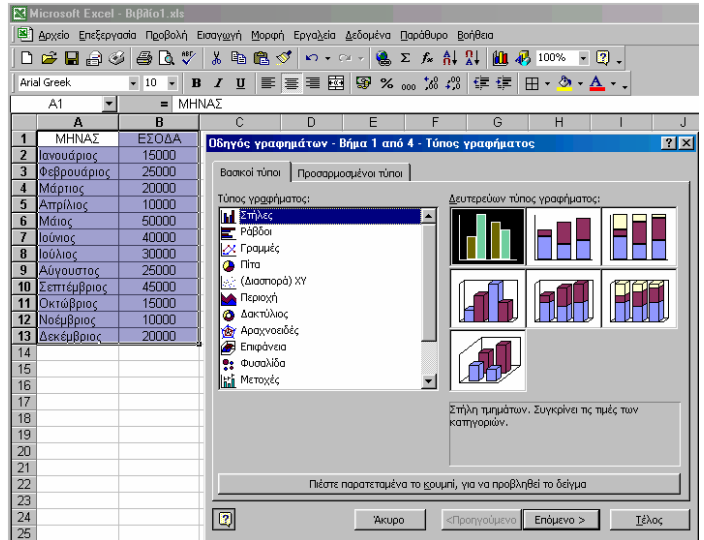 Microsoft Excel - Βιβλίο1.xls
Αρχείο Επεξεργασία Προβολή Εισαγωγή Μορφή Εργαλεία Δεδομένα Παράθυρο Βοήθεια
100%
Arial Greek 10 B I U % 000
A1 = ΜΗΝΑΣ
A B C D E F G H I J
1 ΜΗΝΑΣ ΕΣΟΔΑ
2 Ιανουάριος 15000
3 Φεβρουάριος 25000
4 Μάρτιος 20000
5 Απρίλιος 10000
6 Μάιος 50000
7 Ιούνιος 40000
8 Ιούλιος 30000
9 Αύγουστος 25000
10 Σεπτέμβριος 45000
11 Οκτώβριος 15000
12 Νοέμβριος 10000
13 Δεκέμβριος 20000
14
15
16
17
18
19
20
21
22
23
24
25
Οδηγός γραφημάτων - Βήμα 1 από 4 - Τύπος γραφήματος
Βασικοί τύποι Προσαρμοσμένοι τύποι
Τύπος γραφήματος: Δευτερεύων τύπος γραφήματος:
Στήλες
Ράβδοι
Γραμμές
Πίτα
(Διασπορά) XY
Περιοχή
Δακτύλιος
Αραχνοειδές
Επιφάνεια
Φυσαλίδα
Μετοχές
Στήλη τμημάτων. Συγκρίνει τις τιμές των
κατηγοριών.
Πιέστε παρατεταμένα το κουμπί, για να προβληθεί το δείγμα
Άκυρο <Προηγούμενο Επόμενο > Τέλος